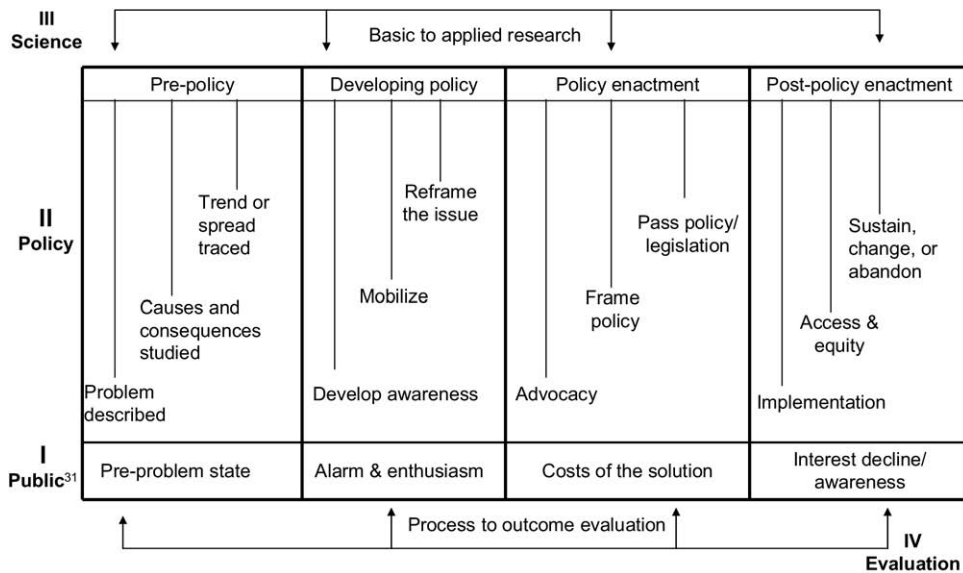 III
Science
Basic to applied research
Pre-policy
Developing policy
Policy enactment
Post-policy enactment
II
Policy
Problem
described
Causes and
consequences
studied
Trend or
spread
traced
Develop awareness
Mobilize
Reframe
the issue
Advocacy
Frame
policy
Pass policy/
legislation
Implementation
Access &
equity
Sustain,
change, or
abandon
I
Public31
Pre-problem state
Alarm & enthusiasm
Costs of the solution
Interest decline/
awareness
Process to outcome evaluation
IV
Evaluation